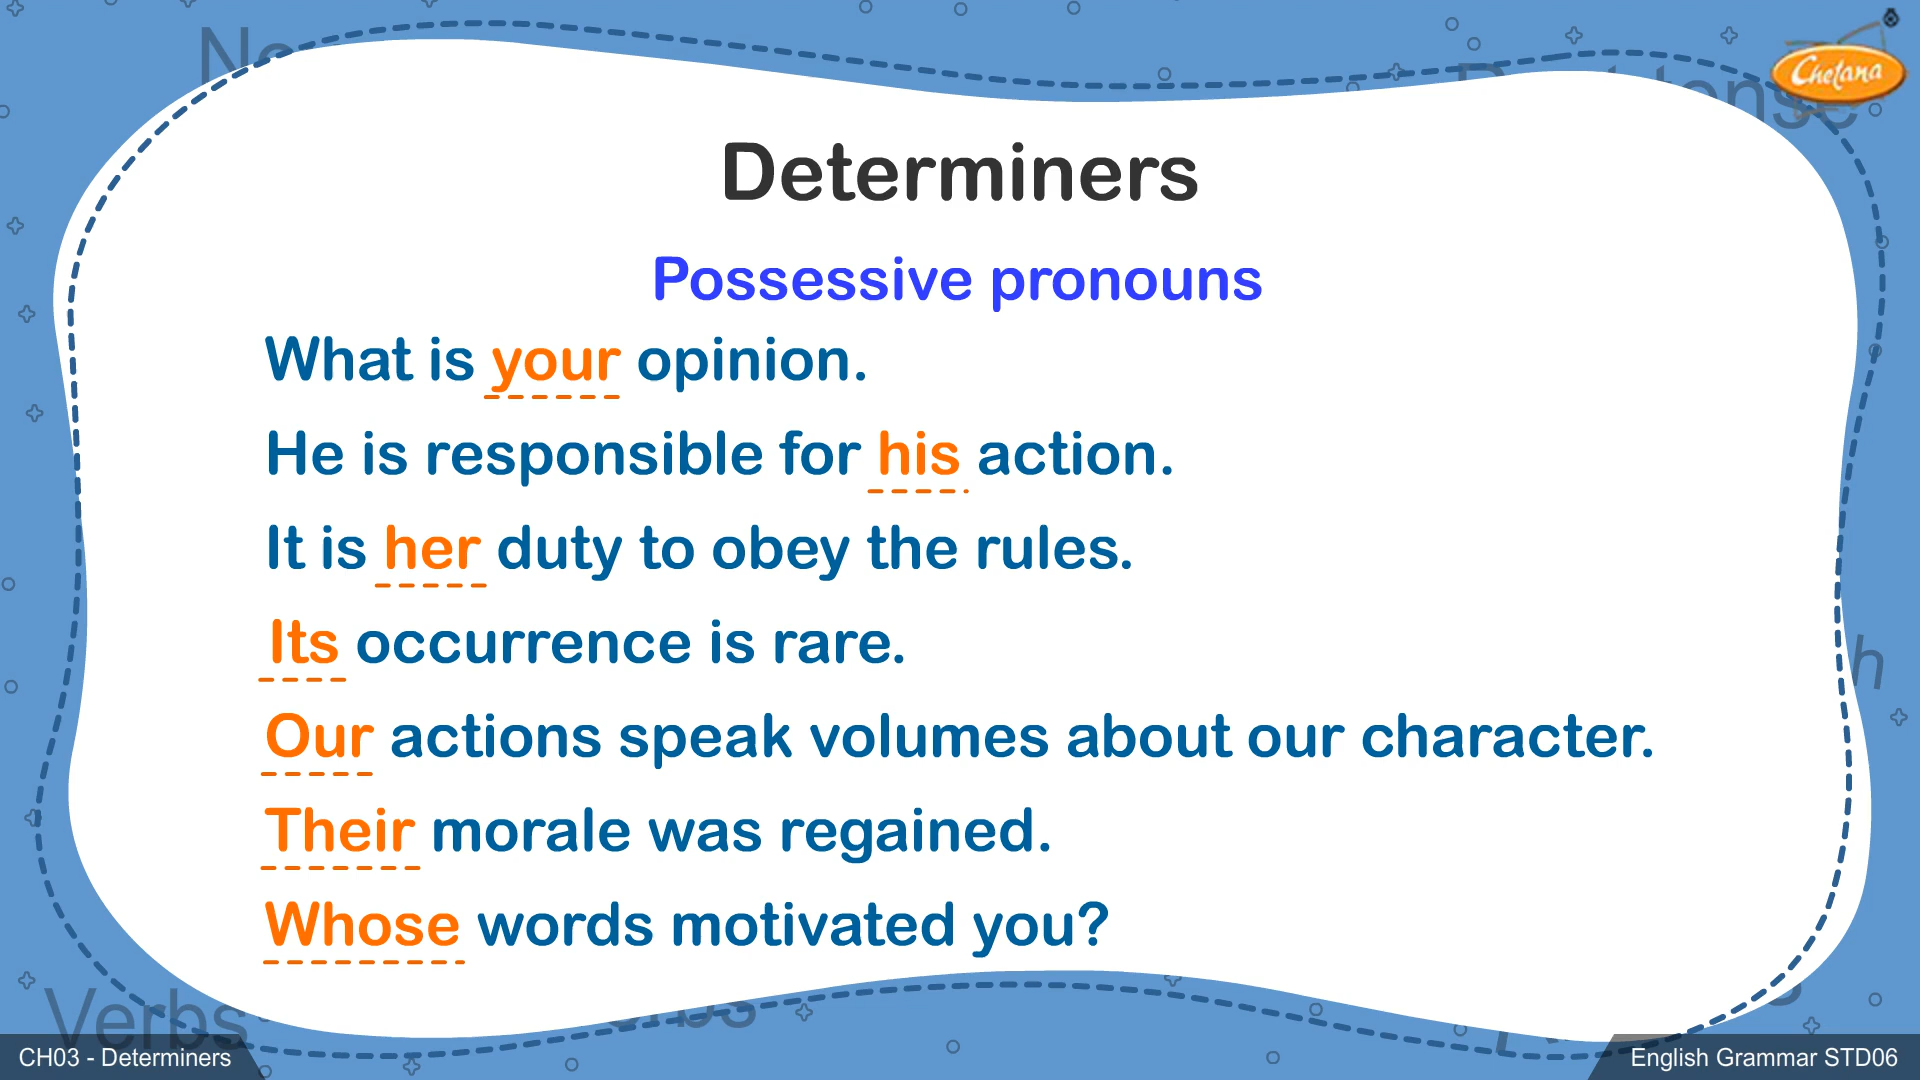 Chetana
Determiners
Possessive pronouns
What is your opinion.
He is responsible for his action.
It is her duty to obey the rules.
Its occurrence is rare.
Our actions speak volumes about our character.
Their morale was regained.
Whose words motivated you?
Verbs
CH03 - Determiners
English Grammar STD06